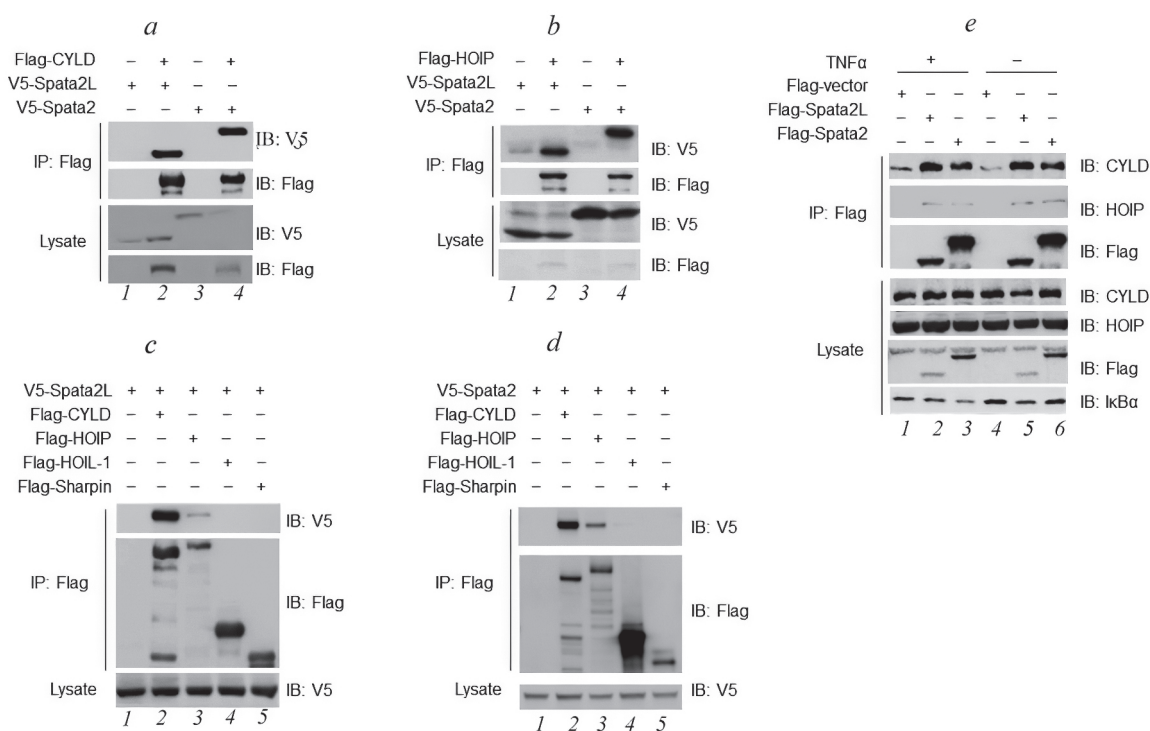 a
Flag-CYLD – + – +
V5-Spata2L + + – –
V5-Spata2 – – + +
IP: Flag
IB: V5
IB: Flag
Lysate
IB: V5
IB: Flag
1 2 3 4
b
Flag-HOIP – + – +
V5-Spata2L + + – –
V5-Spata2 – – + +
IP: Flag
IB: V5
IB: Flag
Lysate
IB: V5
IB: Flag
1 2 3 4
e
TNFα + –
Flag-vector + – – + – –
Flag-Spata2L – + – – + –
Flag-Spata2 – – + – – +
IP: Flag
IB: CYLD
IB: HOIP
IB: Flag
Lysate
IB: CYLD
IB: HOIP
IB: Flag
IB: IκBα
1 2 3 4 5 6
c
V5-Spata2L + + + + +
Flag-CYLD – + – – –
Flag-HOIP – – + – –
Flag-HOIL-1 – – – + –
Flag-Sharpin – – – – +
IP: Flag
IB: V5
IB: Flag
Lysate
IB: V5
1 2 3 4 5
d
V5-Spata2 + + + + +
Flag-CYLD – + – – –
Flag-HOIP – – + – –
Flag-HOIL-1 – – – + –
Flag-Sharpin – – – – +
IP: Flag
IB: V5
IB: Flag
Lysate
IB: V5
1 2 3 4 5